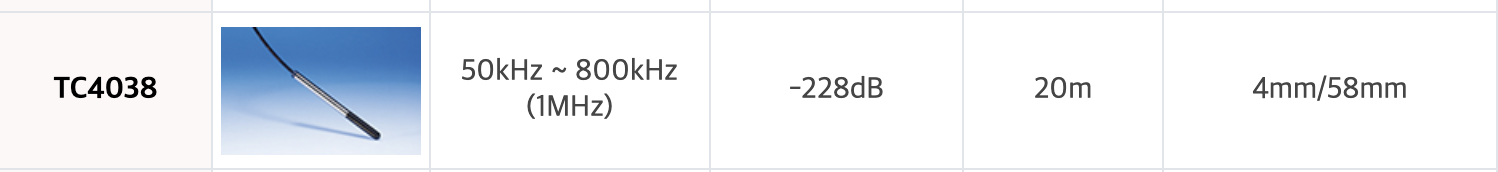 TC4038
50kHz ~ 800kHz
(1MHz)
-228dB
20m
4mm/58mm